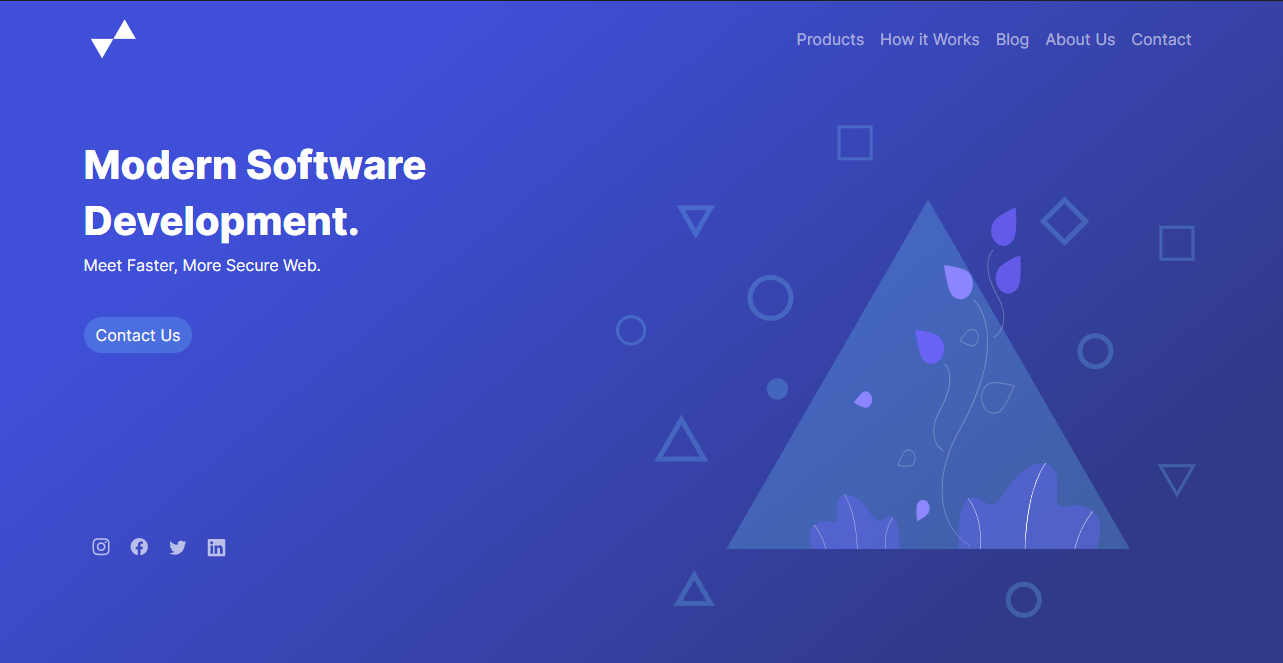 Products How it Works Blog About Us Contact
Modern Software
Development.
Meet Faster, More Secure Web.
Contact Us